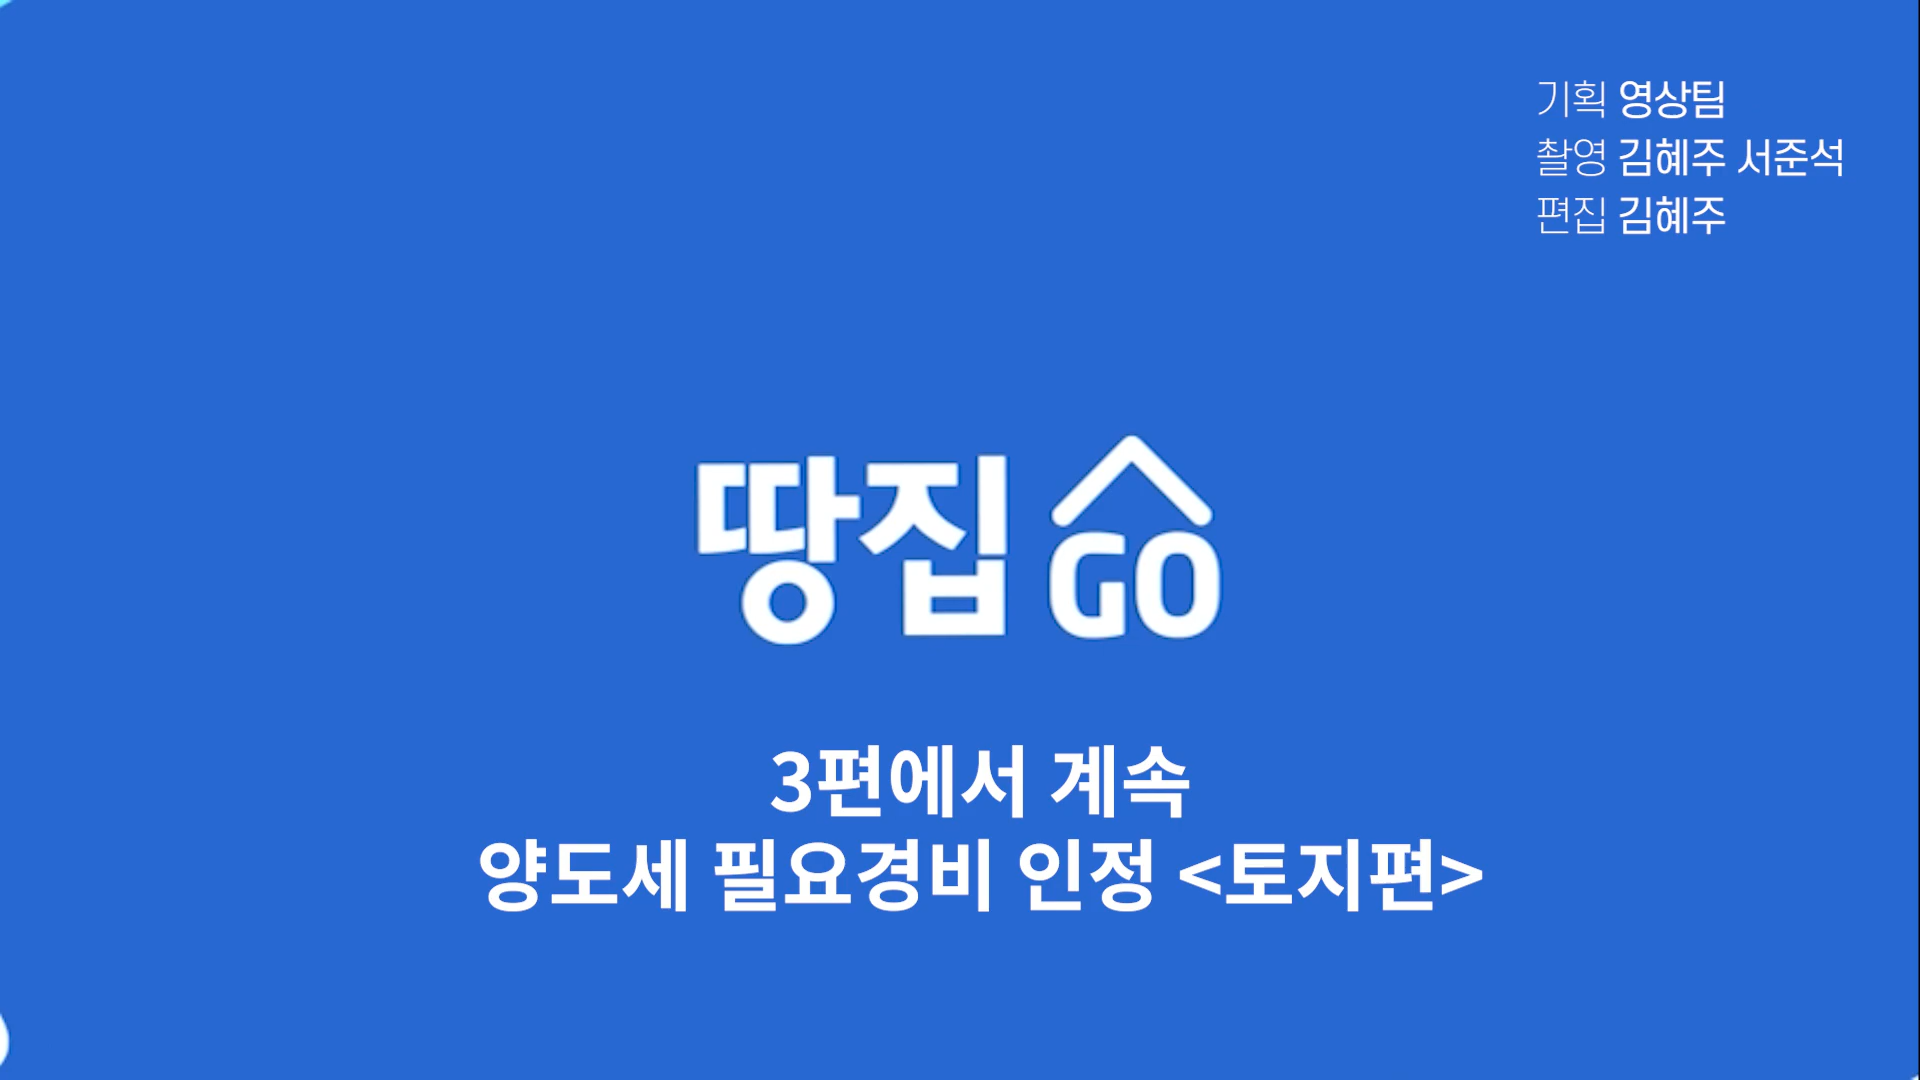 기획 영상팀
촬영 김혜주 서준석
편집 김혜주
땅집GO
3편에서 계속
양도세 필요경비 인정 <토지편>